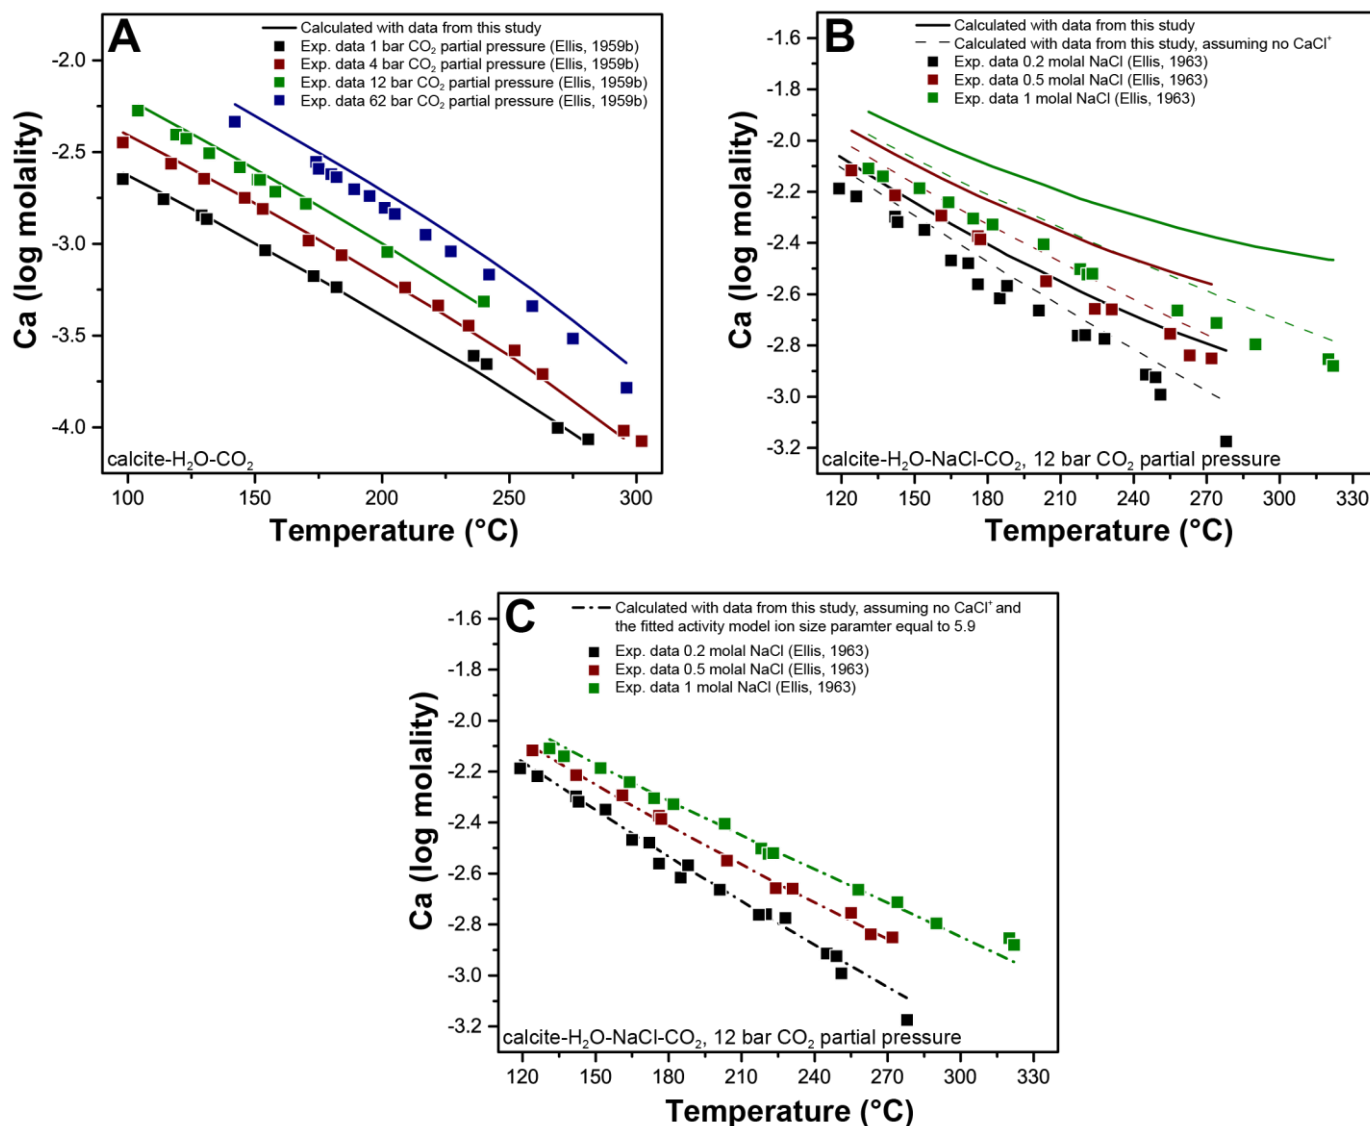 A
Calculated with data from this study
Exp. data 1 bar CO₂ partial pressure (Ellis, 1959b)
Exp. data 4 bar CO₂ partial pressure (Ellis, 1959b)
Exp. data 12 bar CO₂ partial pressure (Ellis, 1959b)
Exp. data 62 bar CO₂ partial pressure (Ellis, 1959b)
Ca (log molality)
-2.0
-2.5
-3.0
-3.5
-4.0
calcite-H₂O-CO₂
100 150 200 250 300
Temperature (°C)
B
Calculated with data from this study
Calculated with data from this study, assuming no CaCl⁺
Exp. data 0.2 molal NaCl (Ellis, 1963)
Exp. data 0.5 molal NaCl (Ellis, 1963)
Exp. data 1 molal NaCl (Ellis, 1963)
Ca (log molality)
-1.6
-1.8
-2.0
-2.2
-2.4
-2.6
-2.8
-3.0
-3.2
calcite-H₂O-NaCl-CO₂, 12 bar CO₂ partial pressure
120 150 180 210 240 270 300 330
Temperature (°C)
C
Calculated with data from this study, assuming no CaCl⁺ and
the fitted activity model ion size paramter equal to 5.9
Exp. data 0.2 molal NaCl (Ellis, 1963)
Exp. data 0.5 molal NaCl (Ellis, 1963)
Exp. data 1 molal NaCl (Ellis, 1963)
Ca (log molality)
-1.6
-1.8
-2.0
-2.2
-2.4
-2.6
-2.8
-3.0
-3.2
calcite-H₂O-NaCl-CO₂, 12 bar CO₂ partial pressure
120 150 180 210 240 270 300 330
Temperature (°C)